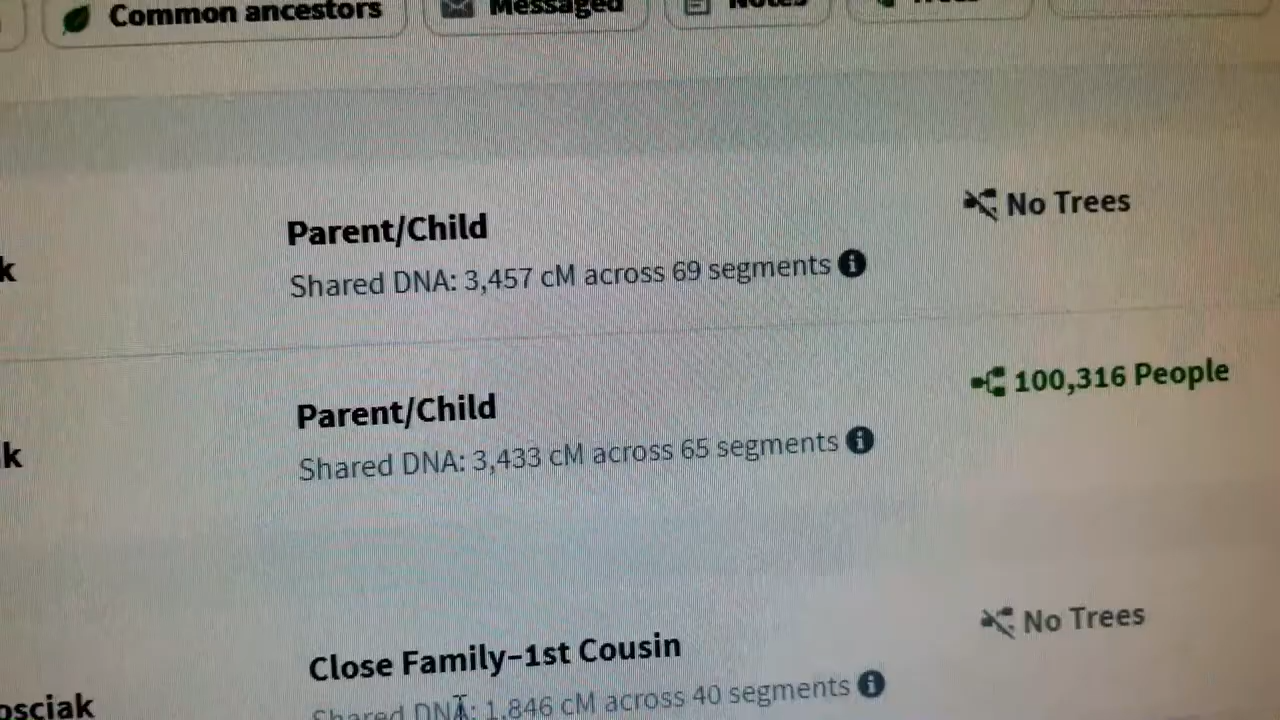 Common ancestors
Messaged
Notes
Parent/Child
Shared DNA: 3,457 cM across 69 segments
No Trees
k
Parent/Child
Shared DNA: 3,433 cM across 65 segments
100,316 People
k
Close Family–1st Cousin
Shared DNA: 1,846 cM across 40 segments
No Trees
osciak